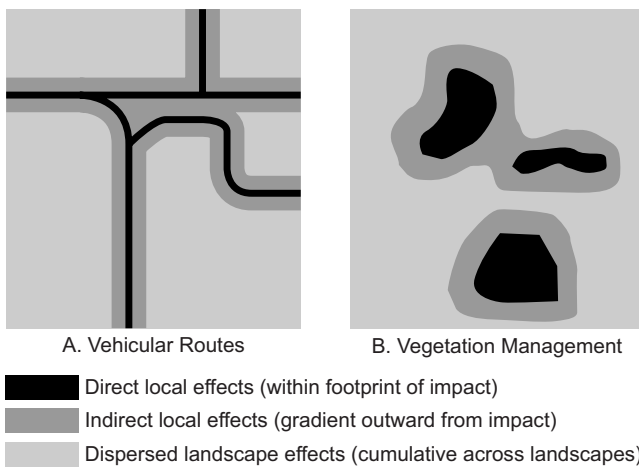 A. Vehicular Routes
B. Vegetation Management
Direct local effects (within footprint of impact)
Indirect local effects (gradient outward from impact)
Dispersed landscape effects (cumulative across landscapes)